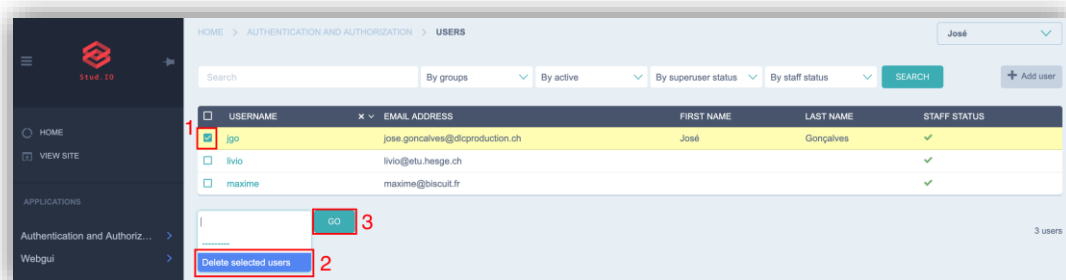 HOME > AUTHENTICATION AND AUTHORIZATION > USERS
José
Stud.IO
Search
By groups
By active
By superuser status
By staff status
SEARCH
+ Add user
USERNAME
EMAIL ADDRESS
FIRST NAME
LAST NAME
STAFF STATUS
1
jgo
jose.goncalves@dlcproduction.ch
José
Gonçalves
livio
livio@etu.hesge.ch
maxime
maxime@biscuit.fr
HOME
VIEW SITE
APPLICATIONS
Authentication and Authoriz...
Webgui
GO
3
---------
Delete selected users
2
3 users